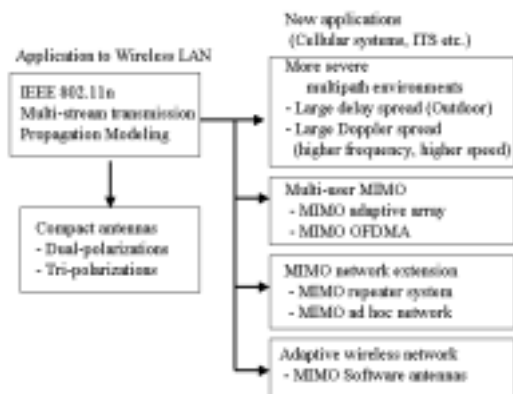 Application to Wireless LAN
IEEE 802.11n
Multi-stream transmission
Propagation Modeling
Compact antennas
- Dual-polarizations
- Tri-polarizations
New applications
(Cellular systems, ITS etc.)
More severe
multipath environments
- Large delay spread (Outdoor)
- Large Doppler spread
(higher frequency, higher speed)
Multi-user MIMO
- MIMO adaptive array
- MIMO OFDMA
MIMO network extension
- MIMO repeater system
- MIMO ad hoc network
Adaptive wireless network
- MIMO Software antennas